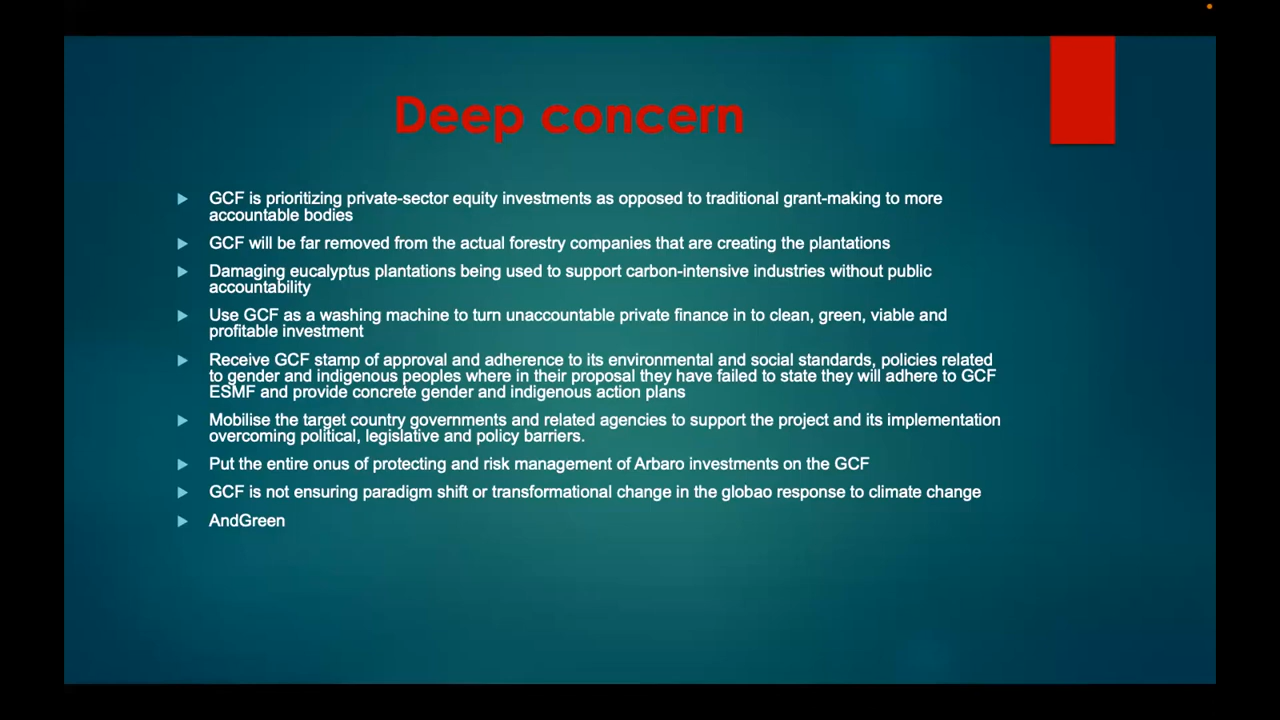 Deep concern
GCF is prioritizing private-sector equity investments as opposed to traditional grant-making to more
accountable bodies
GCF will be far removed from the actual forestry companies that are creating the plantations
Damaging eucalyptus plantations being used to support carbon-intensive industries without public
accountability
Use GCF as a washing machine to turn unaccountable private finance in to clean, green, viable and
profitable investment
Receive GCF stamp of approval and adherence to its environmental and social standards, policies related
to gender and indigenous peoples where in their proposal they have failed to state they will adhere to GCF
ESMF and provide concrete gender and indigenous action plans
Mobilise the target country governments and related agencies to support the project and its implementation
overcoming political, legislative and policy barriers.
Put the entire onus of protecting and risk management of Arbaro investments on the GCF
GCF is not ensuring paradigm shift or transformational change in the globao response to climate change
AndGreen